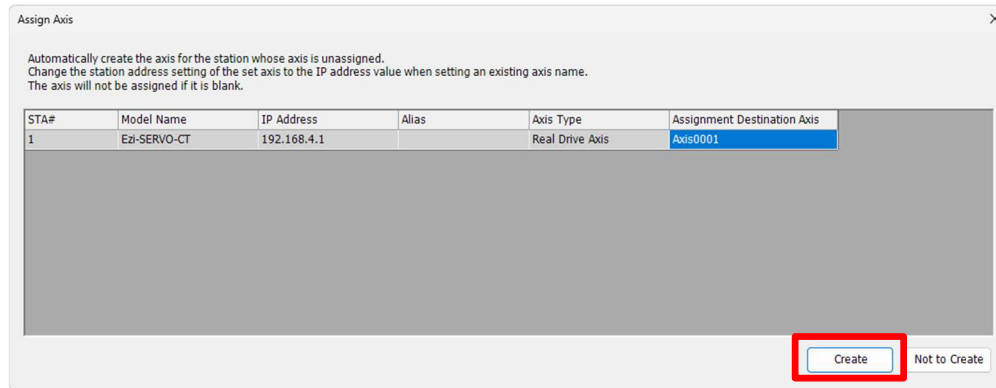 Assign Axis
Automatically create the axis for the station whose axis is unassigned.
Change the station address setting of the set axis to the IP address value when setting an existing axis name.
The axis will not be assigned if it is blank.
STA# Model Name IP Address Alias Axis Type Assignment Destination Axis
1 Ezi-SERVO-CT 192.168.4.1 Real Drive Axis Axis0001
Create Not to Create